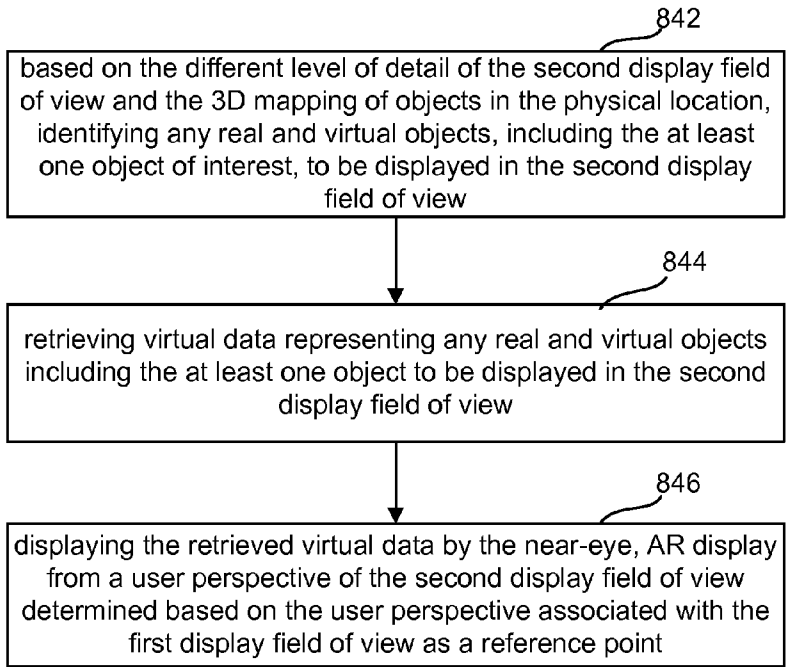 842
based on the different level of detail of the second display field
of view and the 3D mapping of objects in the physical location,
identifying any real and virtual objects, including the at least
one object of interest, to be displayed in the second display
field of view
844
retrieving virtual data representing any real and virtual objects
including the at least one object to be displayed in the second
display field of view
846
displaying the retrieved virtual data by the near-eye, AR display
from a user perspective of the second display field of view
determined based on the user perspective associated with the
first display field of view as a reference point